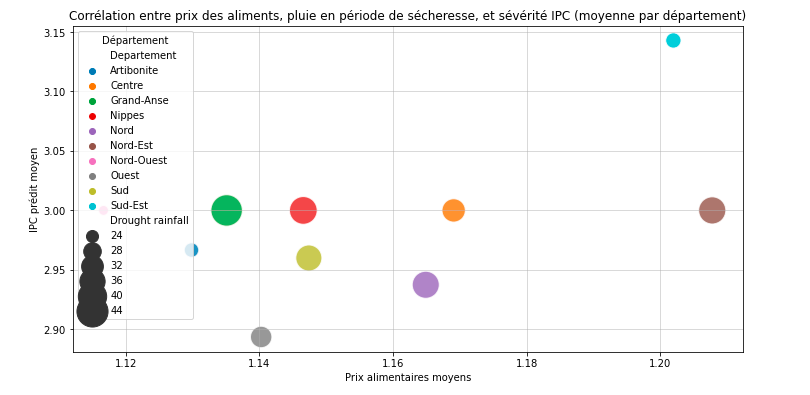 Corrélation entre prix des aliments, pluie en période de sécheresse, et sévérité IPC (moyenne par département)
IPC prédit moyen
3.15
3.10
3.05
3.00
2.95
2.90
Département
Departement
Artibonite
Centre
Grand-Anse
Nippes
Nord
Nord-Est
Nord-Ouest
Ouest
Sud
Sud-Est
Drought rainfall
24
28
32
36
40
44
1.12
1.14
1.16
1.18
1.20
Prix alimentaires moyens